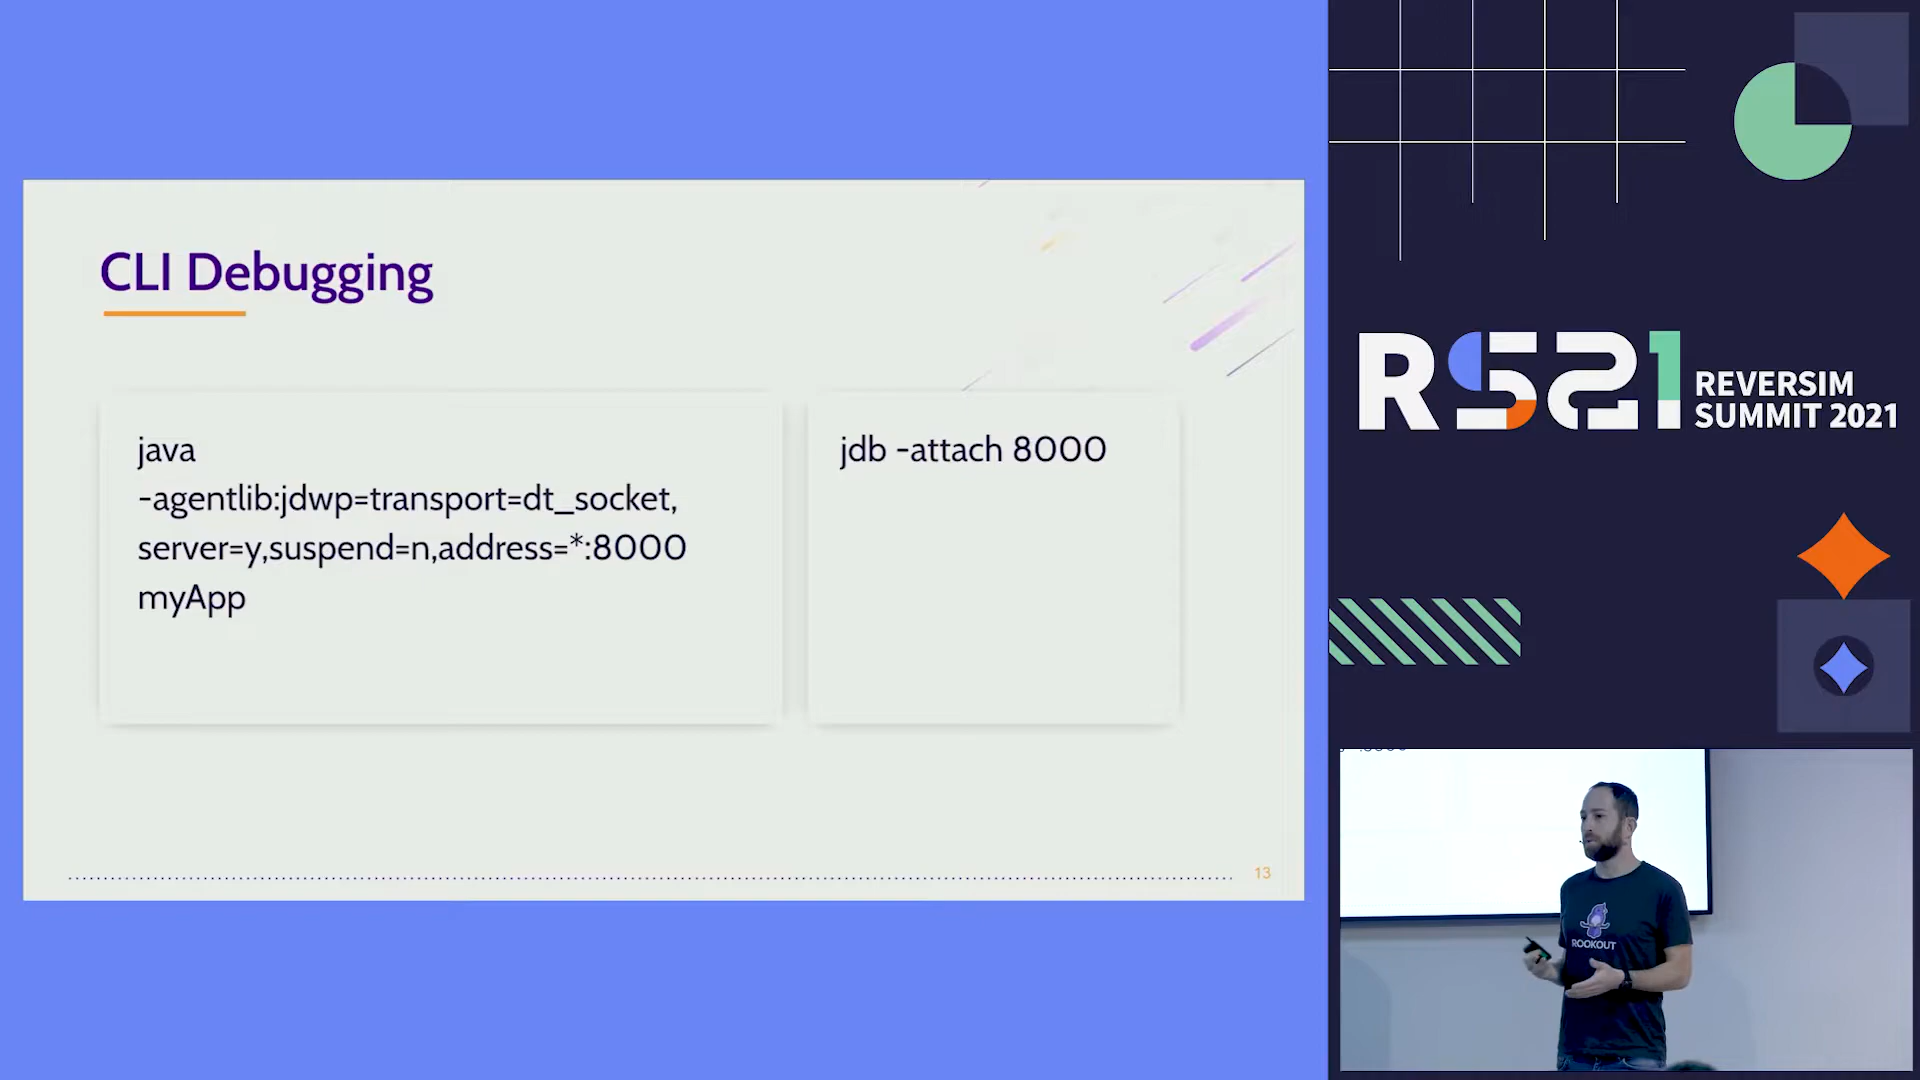 CLI Debugging
java
-agentlib:jdwp=transport=dt_socket,
server=y,suspend=n,address=*:8000
myApp
jdb -attach 8000
13
RS21
REVERSIM
SUMMIT 2021
ROOKOUT